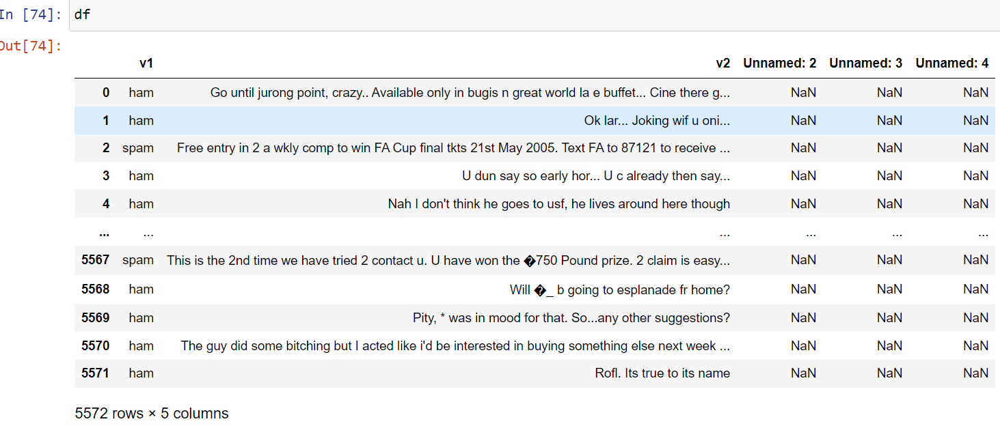 In [74]: df
Out[74]:
v1 v2 Unnamed: 2 Unnamed: 3 Unnamed: 4
0 ham Go until jurong point, crazy.. Available only in bugis n great world la e buffet... Cine there g... NaN NaN NaN
1 ham Ok lar... Joking wif u oni... NaN NaN NaN
2 spam Free entry in 2 a wkly comp to win FA Cup final tkts 21st May 2005. Text FA to 87121 to receive ... NaN NaN NaN
3 ham U dun say so early hor... U c already then say... NaN NaN NaN
4 ham Nah I don't think he goes to usf, he lives around here though NaN NaN NaN
... ... ... ... ... ...
5567 spam This is the 2nd time we have tried 2 contact u. U have won the �750 Pound prize. 2 claim is easy... NaN NaN NaN
5568 ham Will �_ b going to esplanade fr home? NaN NaN NaN
5569 ham Pity, * was in mood for that. So...any other suggestions? NaN NaN NaN
5570 ham The guy did some bitching but I acted like i'd be interested in buying something else next week ... NaN NaN NaN
5571 ham Rofl. Its true to its name NaN NaN NaN
5572 rows × 5 columns